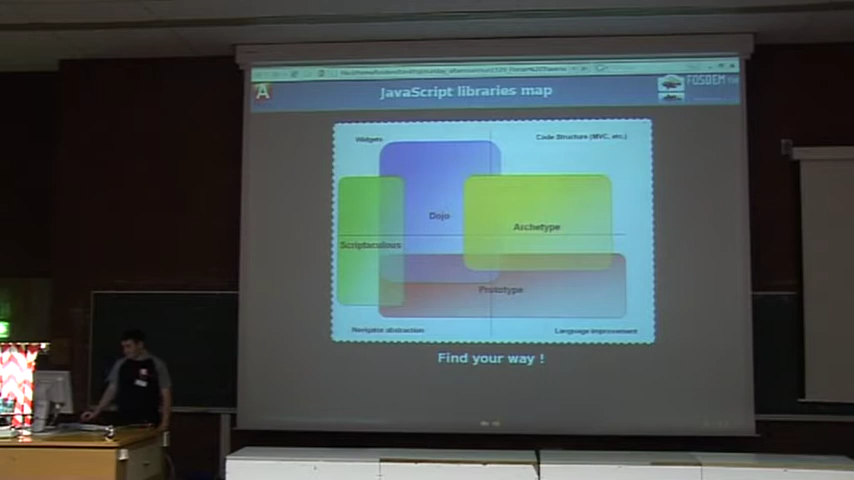 A
JavaScript libraries map
FOSDEM
Widgets
Code Structure (MVC, etc.)
Dojo
Archetype
Scriptaculous
Prototype
Navigator abstraction
Language improvement
Find your way !